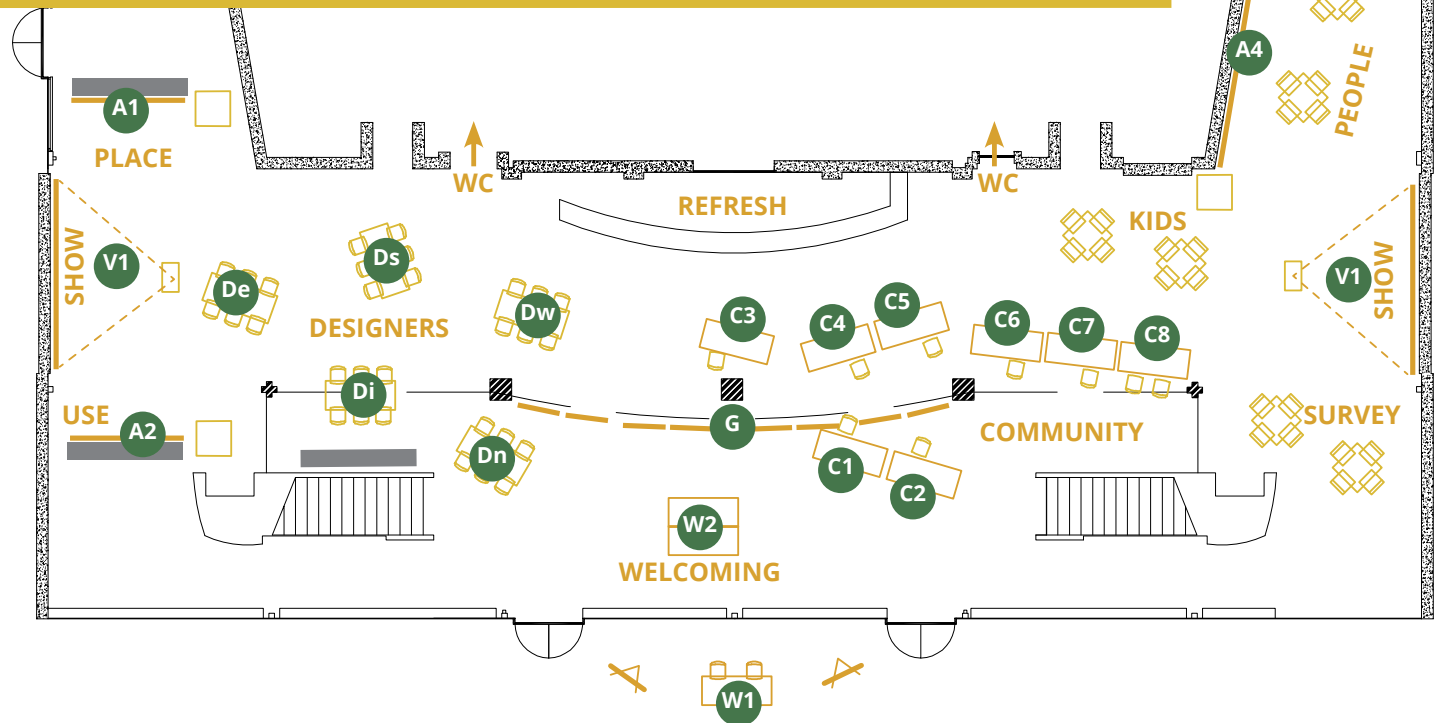 A4
PEOPLE
A1
PLACE
WC
WC
REFRESH
KIDS
SHOW
V1
De
Ds
DESIGNERS
Dw
C3
C4
C5
C6
C7
C8
V1
SHOW
Di
USE
A2
Dn
G
C1
C2
COMMUNITY
SURVEY
W2
WELCOMING
W1